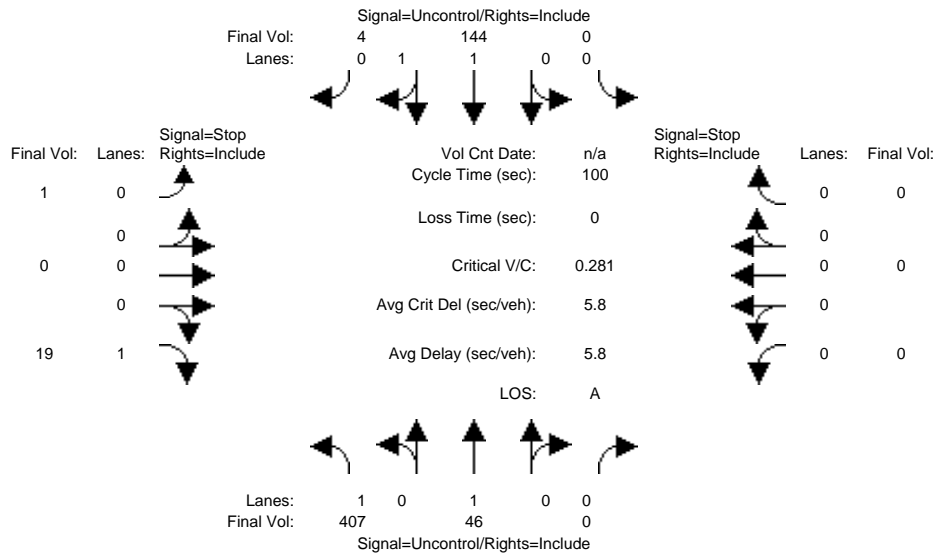 Signal=Uncontrol/Rights=Include
Final Vol: 4 144 0
Lanes: 0 1 1 0 0
Signal=Stop Signal=Stop
Final Vol: Lanes: Rights=Include Vol Cnt Date: n/a Rights=Include Lanes: Final Vol:
Cycle Time (sec): 100
1 0 0 0
Loss Time (sec): 0
0 0
0 0 Critical V/C: 0.281 0 0
0 Avg Crit Del (sec/veh): 5.8 0
19 1 Avg Delay (sec/veh): 5.8 0 0
LOS: A
Lanes: 1 0 1 0 0
Final Vol: 407 46 0
Signal=Uncontrol/Rights=Include